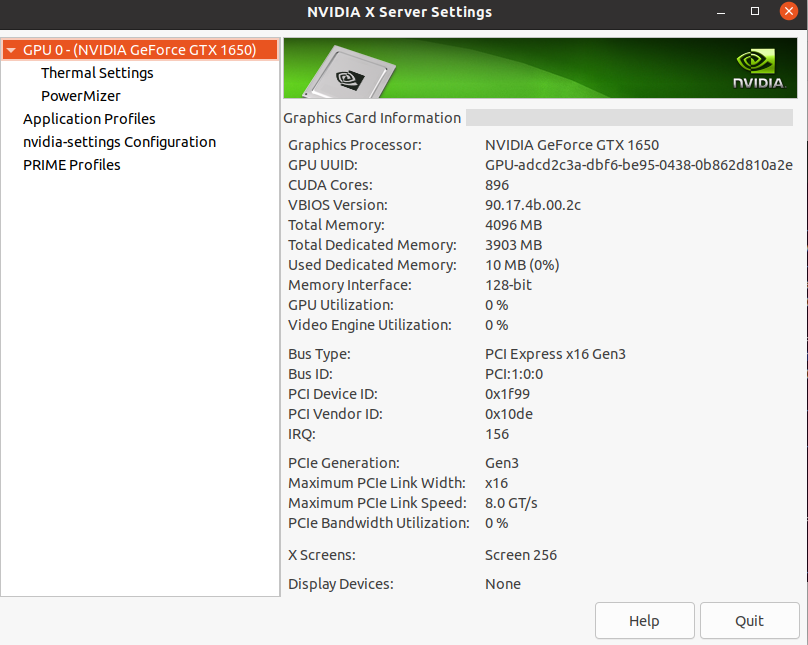 NVIDIA X Server Settings
GPU 0 - (NVIDIA GeForce GTX 1650)
Thermal Settings
PowerMizer
Application Profiles
nvidia-settings Configuration
PRIME Profiles
NVIDIA.
Graphics Card Information
Graphics Processor: NVIDIA GeForce GTX 1650
GPU UUID: GPU-adcd2c3a-dbf6-be95-0438-0b862d810a2e
CUDA Cores: 896
VBIOS Version: 90.17.4b.00.2c
Total Memory: 4096 MB
Total Dedicated Memory: 3903 MB
Used Dedicated Memory: 10 MB (0%)
Memory Interface: 128-bit
GPU Utilization: 0 %
Video Engine Utilization: 0 %
Bus Type: PCI Express x16 Gen3
Bus ID: PCI:1:0:0
PCI Device ID: 0x1f99
PCI Vendor ID: 0x10de
IRQ: 156
PCIe Generation: Gen3
Maximum PCIe Link Width: x16
Maximum PCIe Link Speed: 8.0 GT/s
PCIe Bandwidth Utilization: 0 %
X Screens: Screen 256
Display Devices: None
Help
Quit